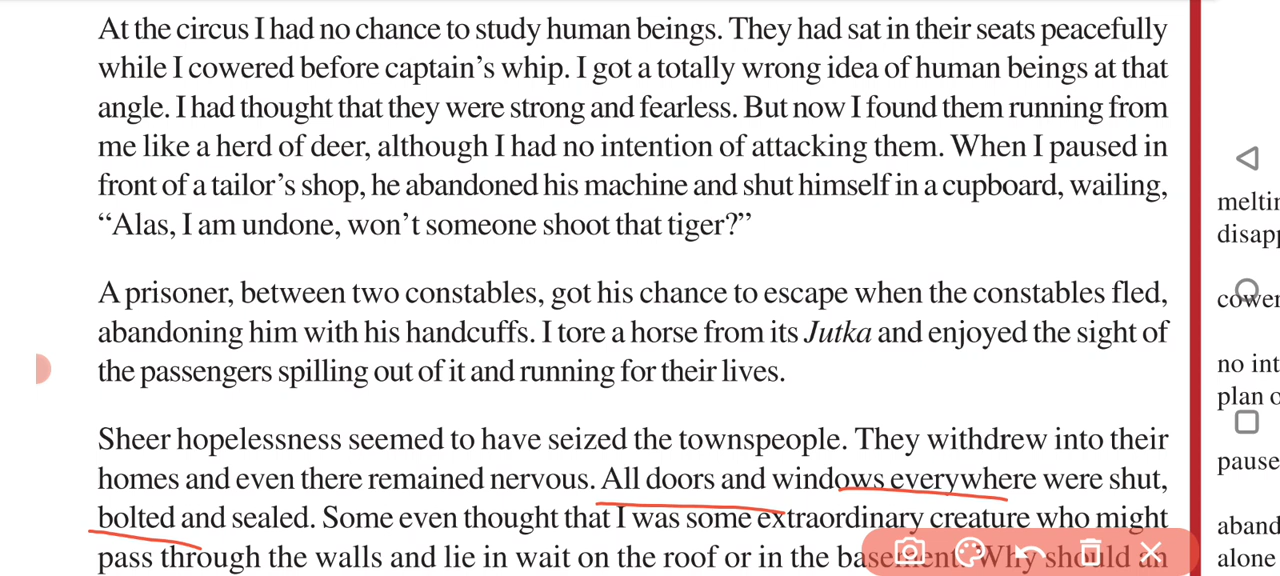 At the circus I had no chance to study human beings. They had sat in their seats peacefully
while I cowered before captain's whip. I got a totally wrong idea of human beings at that
angle. I had thought that they were strong and fearless. But now I found them running from
me like a herd of deer, although I had no intention of attacking them. When I paused in
front of a tailor's shop, he abandoned his machine and shut himself in a cupboard, wailing,
“Alas, I am undone, won't someone shoot that tiger?”
A prisoner, between two constables, got his chance to escape when the constables fled,
abandoning him with his handcuffs. I tore a horse from its Jutka and enjoyed the sight of
the passengers spilling out of it and running for their lives.
Sheer hopelessness seemed to have seized the townspeople. They withdrew into their
homes and even there remained nervous. All doors and windows everywhere were shut,
bolted and sealed. Some even thought that I was some extraordinary creature who might
pass through the walls and lie in wait on the roof or in the basement. Why should an
no int
plan o
pause
alone